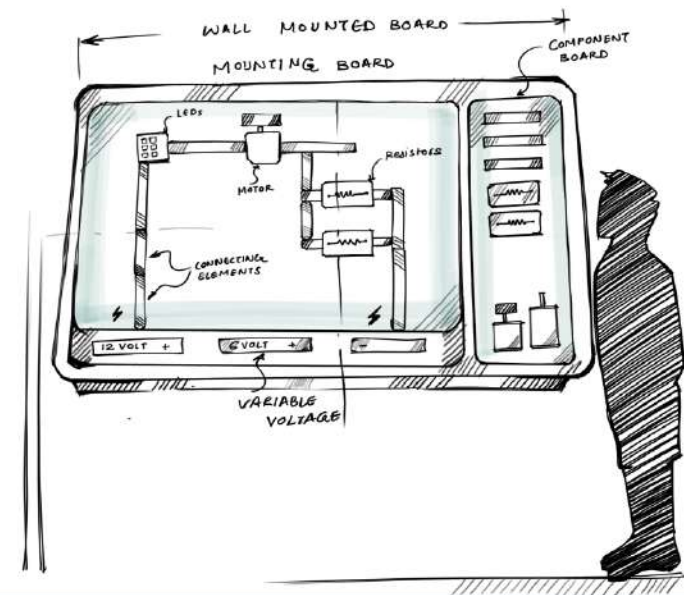 WALL MOUNTED BOARD
MOUNTING BOARD
COMPONENT
BOARD
LEDs
MOTOR
RESISTORS
CONNECTING
ELEMENTS
12 VOLT +
6 VOLT +
-
VARIABLE
VOLTAGE